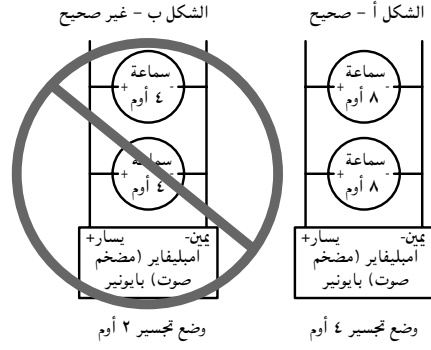 الشكل أ – صحيح
سماعة
+ -
٨ أوم
سماعة
+ -
٨ أوم
يمين- يسار+
امبليفاير (مضخم
صوت) بايونير
وضع تجسير ٤ أوم
الشكل ب – غير صحيح
سماعة
+ -
٤ أوم
سماعة
+ -
٤ أوم
يمين- يسار+
امبليفاير (مضخم
صوت) بايونير
وضع تجسير ٢ أوم